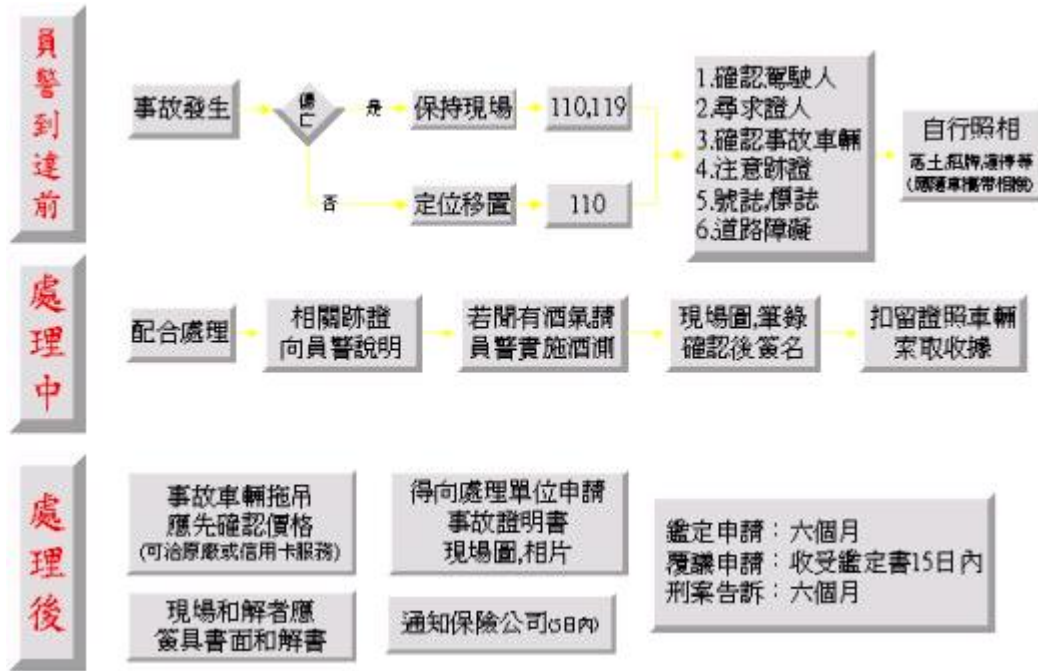 員警到達前
事故發生
傷亡
是
保持現場
110,119
否
定位移置
110
1.確認駕駛人
2.尋求證人
3.確認事故車輛
4.注意跡證
5.號誌,標誌
6.道路障礙
自行照相
(應隨車攜帶相機)
處理中
配合處理
相關跡證
向員警說明
若聞有酒氣請
員警實施酒測
現場圖,筆錄
確認後簽名
扣留證照車輛
索取收據
處理後
事故車輛拖吊
應先確認價格
(可洽原廠或信用卡服務)
得向處理單位申請
事故證明書
現場圖,相片
鑑定申請：六個月
覆議申請：收受鑑定書15日內
刑案告訴：六個月
現場和解者應
簽具書面和解書
通知保險公司(5日內)